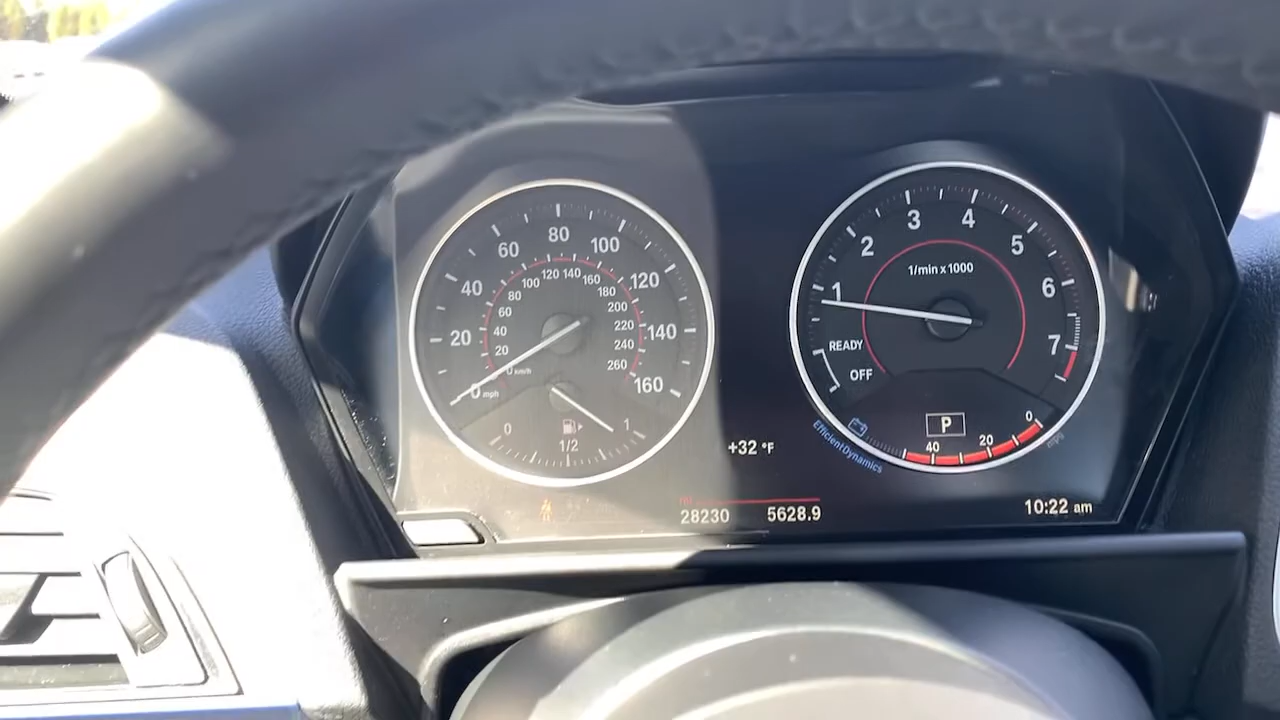 20 40 60 80 100 120 140 160
0 mph
20 40 60 80 100 120 140 160 180 200 220 240 260
0 km/h
0 1/2 1
+32 °F
28230 5628.9
1 2 3 4 5 6 7
1/min x 1000
READY
OFF
P
40 20 0
EfficientDynamics
10:22 am